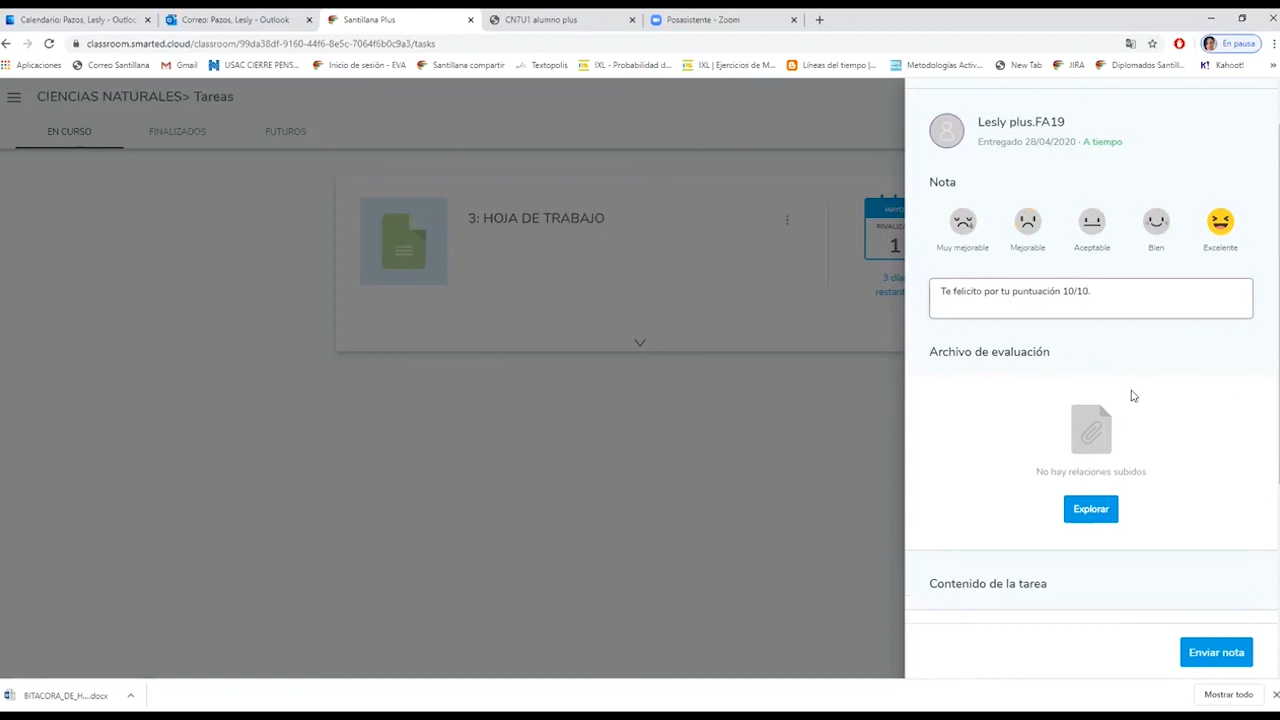 Calendario: Pazos, Lesly - Outloc
Correo: Pazos, Lesly - Outlook
Santillana Plus
CNTU1 alumno plus
Posasistente - Zoom
classroom.smarted.cloud/classroom/99da38df-9160-44f6-8e5c-7064f6b0c9a3/tasks
En pausa
Aplicaciones
Correo Santillana
Gmail
USAC CIERRE PENS...
Inicio de sesión - EVA
Santillana compartir
Textopolis
IXL - Probabilidad d...
IXL | Ejercicios de M...
Líneas del tiempo |...
Metodologías Activ...
New Tab
JIRA
Diplomados Santill...
Kahoot!
CIENCIAS NATURALES> Tareas
EN CURSO
FINALIZADOS
FUTUROS
3: HOJA DE TRABAJO
MAYO
1
3 día
restant
Lesly plus.FA19
Entregado 28/04/2020 · A tiempo
Nota
Muy mejorable
Mejorable
Aceptable
Bien
Excelente
Te felicito por tu puntuación 10/10.
Archivo de evaluación
No hay relaciones subidos
Explorar
Contenido de la tarea
Enviar nota
BITACORA_DE_H....docx
Mostrar todo